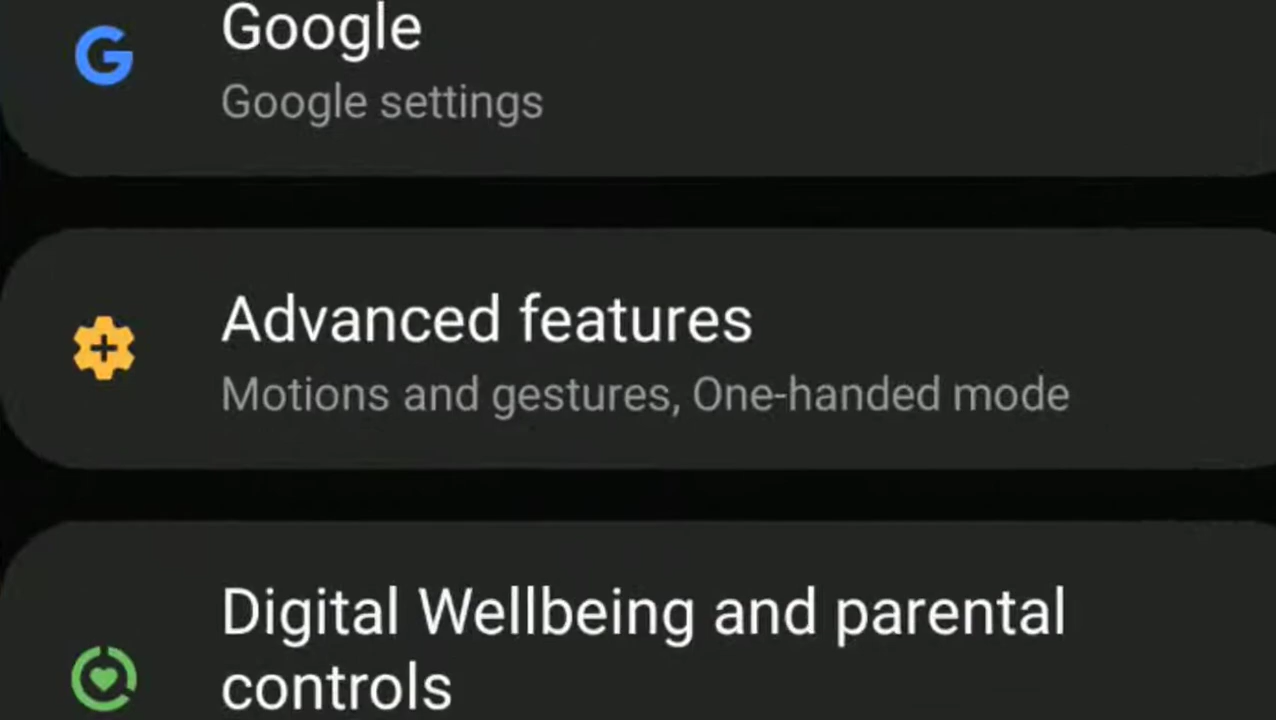 Google
Google settings
Advanced features
Motions and gestures, One-handed mode
Digital Wellbeing and parental
controls